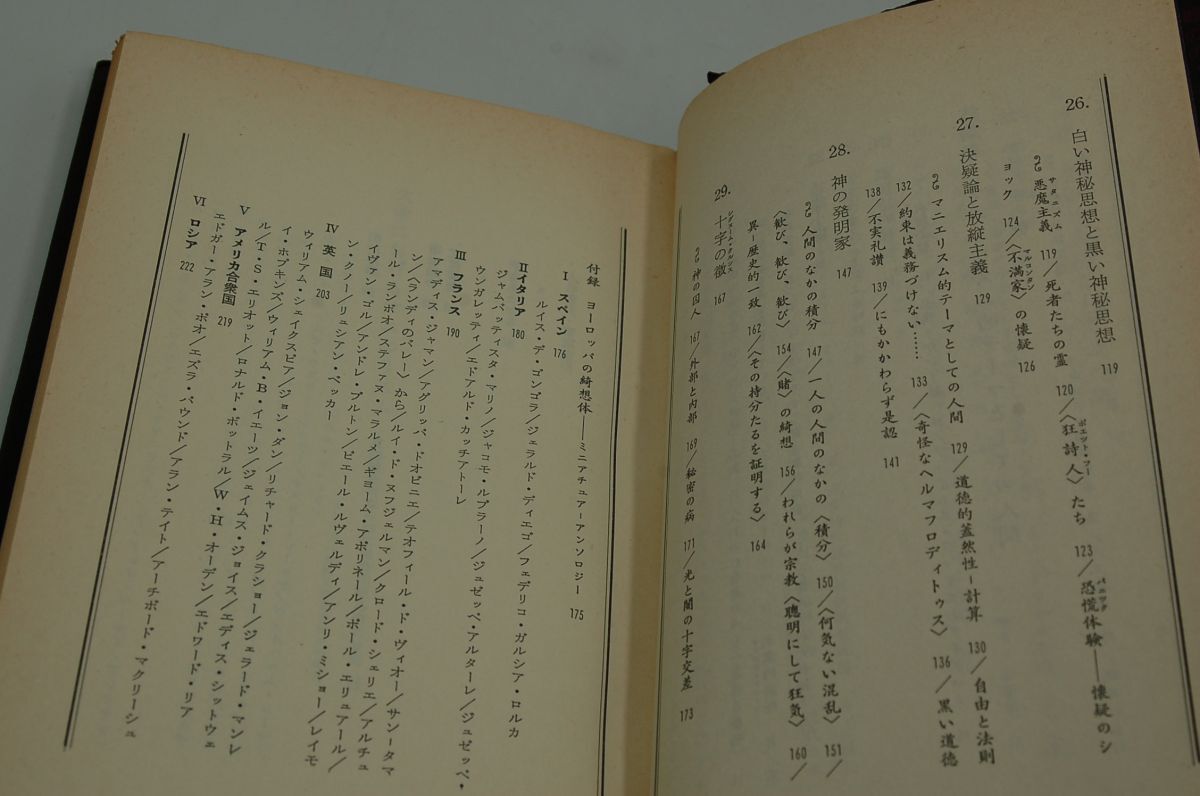 26. 白い神秘思想と黒い神秘思想 119
悪魔主義 119/死者たちの霊 120/〈狂詩人〉たち 123/恐慌体験——懐疑のシ
サタニズム
ポエット・フー
パニック
ョック 124/〈不満家〉の懐疑 126
マルコンタン
27. 決疑論と放縦主義 129
マニエリスム的テーマとしての人間 129/道徳的蓋然性-計算 130/自由と法則
132/約束は義務づけない…… 133/〈奇怪なヘルマフロディトゥス〉 136/黒い道徳
138/不実礼讃 139/にもかかわらず是認 141
28. 神の発明家 147
人間のなかの積分 147/一人の人間のなかの〈積分〉 150/〈何気ない混乱〉 151/
〈歓び、歓び、歓び〉 154/〈賭〉の綺想 156/われらが宗教〈聰明にして狂気〉 160/
異-歴史的一致 162/〈その持分たるを証明する〉 164
29. 十字の徴 167
神の囚人 167/外部と内部 169/秘密の病 171/光と闇の十字交差 173
付録 ヨーロッパの綺想体——ミニアチュアーアンソロジー 175
I スペイン 176
ルイス・デ・ゴンゴラ/ジェラルド・ディエゴ/フェデリコ・ガルシア・ロルカ
II イタリア 180
ジャムバッティスタ・マリノ/ジャコモ・ルブラーノ/ジュゼッペ・アルターレ/ジュゼッペ・
ウンガレッティ/エドアルド・カッチアトーレ
III フランス 190
アマディス・ジャマン/アグリッパ・ドオビニエ/テオフィール・ド・ヴィオー/サン-タマ
ン/〈ランディのバレー〉から/ルイ・ド・ヌフジェルマン/クロード・シェリエ/アルチュ
ール・ランボオ/ステファヌ・マラルメ/ギヨーム・アポリネール/ポール・エリュアール/
イヴァン・ゴル/アンドレ・ブルトン/ピエール・ルヴェルディ/アンリ・ミショー/レイモ
ン・クノー/リュシアン・ベッカー
IV 英国 203
ウィリアム・シェイクスピア/ジョン・ダン/リチャード・クラショー/ジェラード・マンレ
イ・ホプキンズ/ウィリアム・B・イエーツ/ジェイムス・ジョイス/エディス・シットウェ
ル/T・S・エリオット/ロナルド・ボットラル/W・H・オーデン/エドワード・リア
V アメリカ合衆国 219
エドガー・アラン・ポオ/エズラ・パウンド/アラン・テイト/アーチボード・マクリーシュ
VI ロシア 222